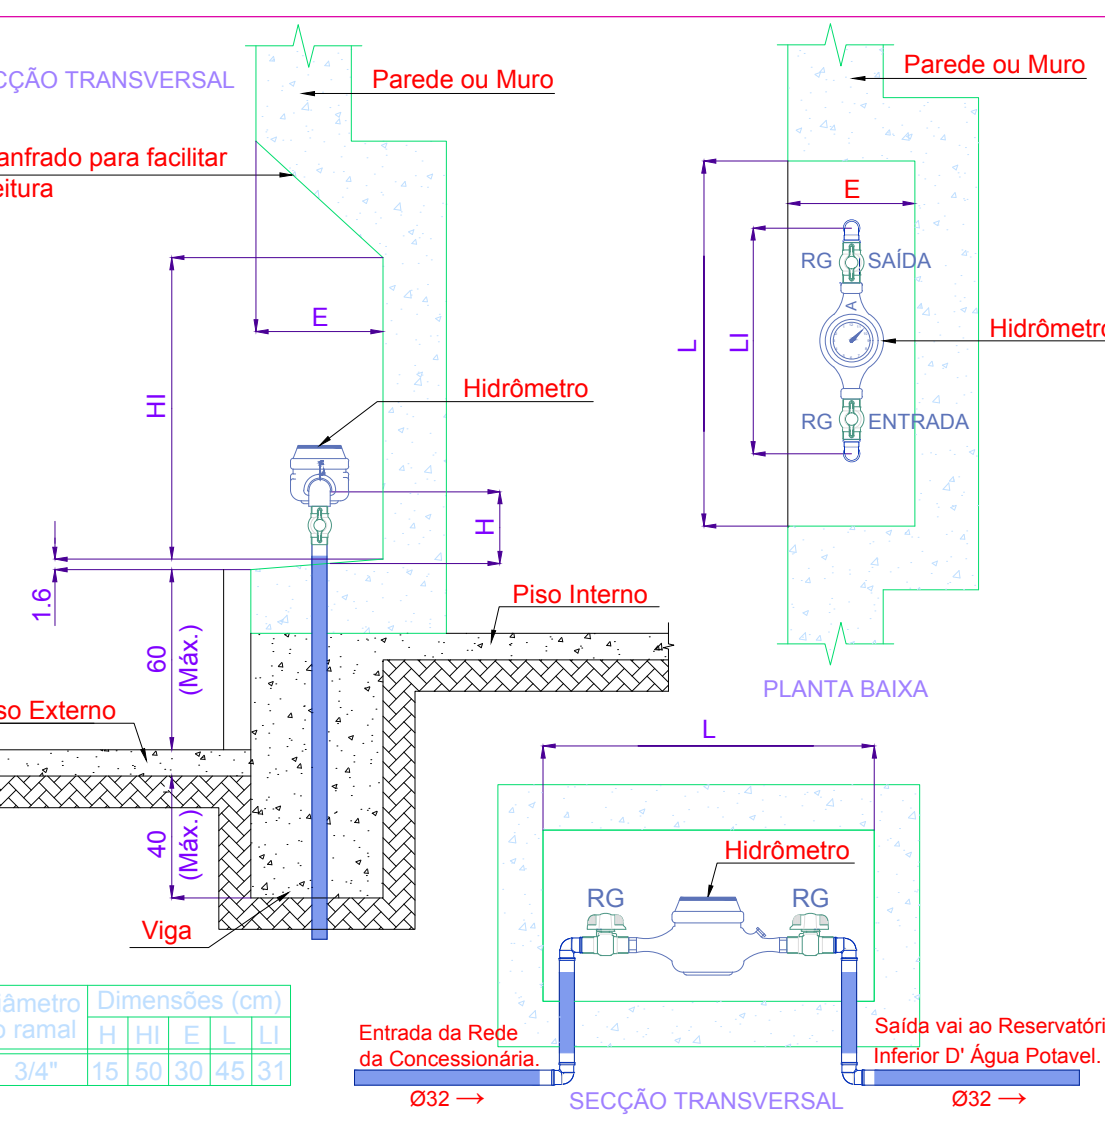 CÇÃO TRANSVERSAL
Parede ou Muro
anfrado para facilitar
eitura
E
HI
Hidrômetro
H
1.6
60
(Máx.)
Piso Interno
so Externo
40
(Máx.)
Viga
Parede ou Muro
E
RG SAÍDA
A
L
LI
Hidrômetro
RG ENTRADA
PLANTA BAIXA
L
Hidrômetro
RG
RG
Entrada da Rede
da Concessionária.
Ø32 →
Saída vai ao Reservatóri
Inferior D' Água Potavel.
Ø32 →
SECÇÃO TRANSVERSAL
iâmetro
o ramal
Dimensões (cm)
H HI E L LI
3/4" 15 50 30 45 31